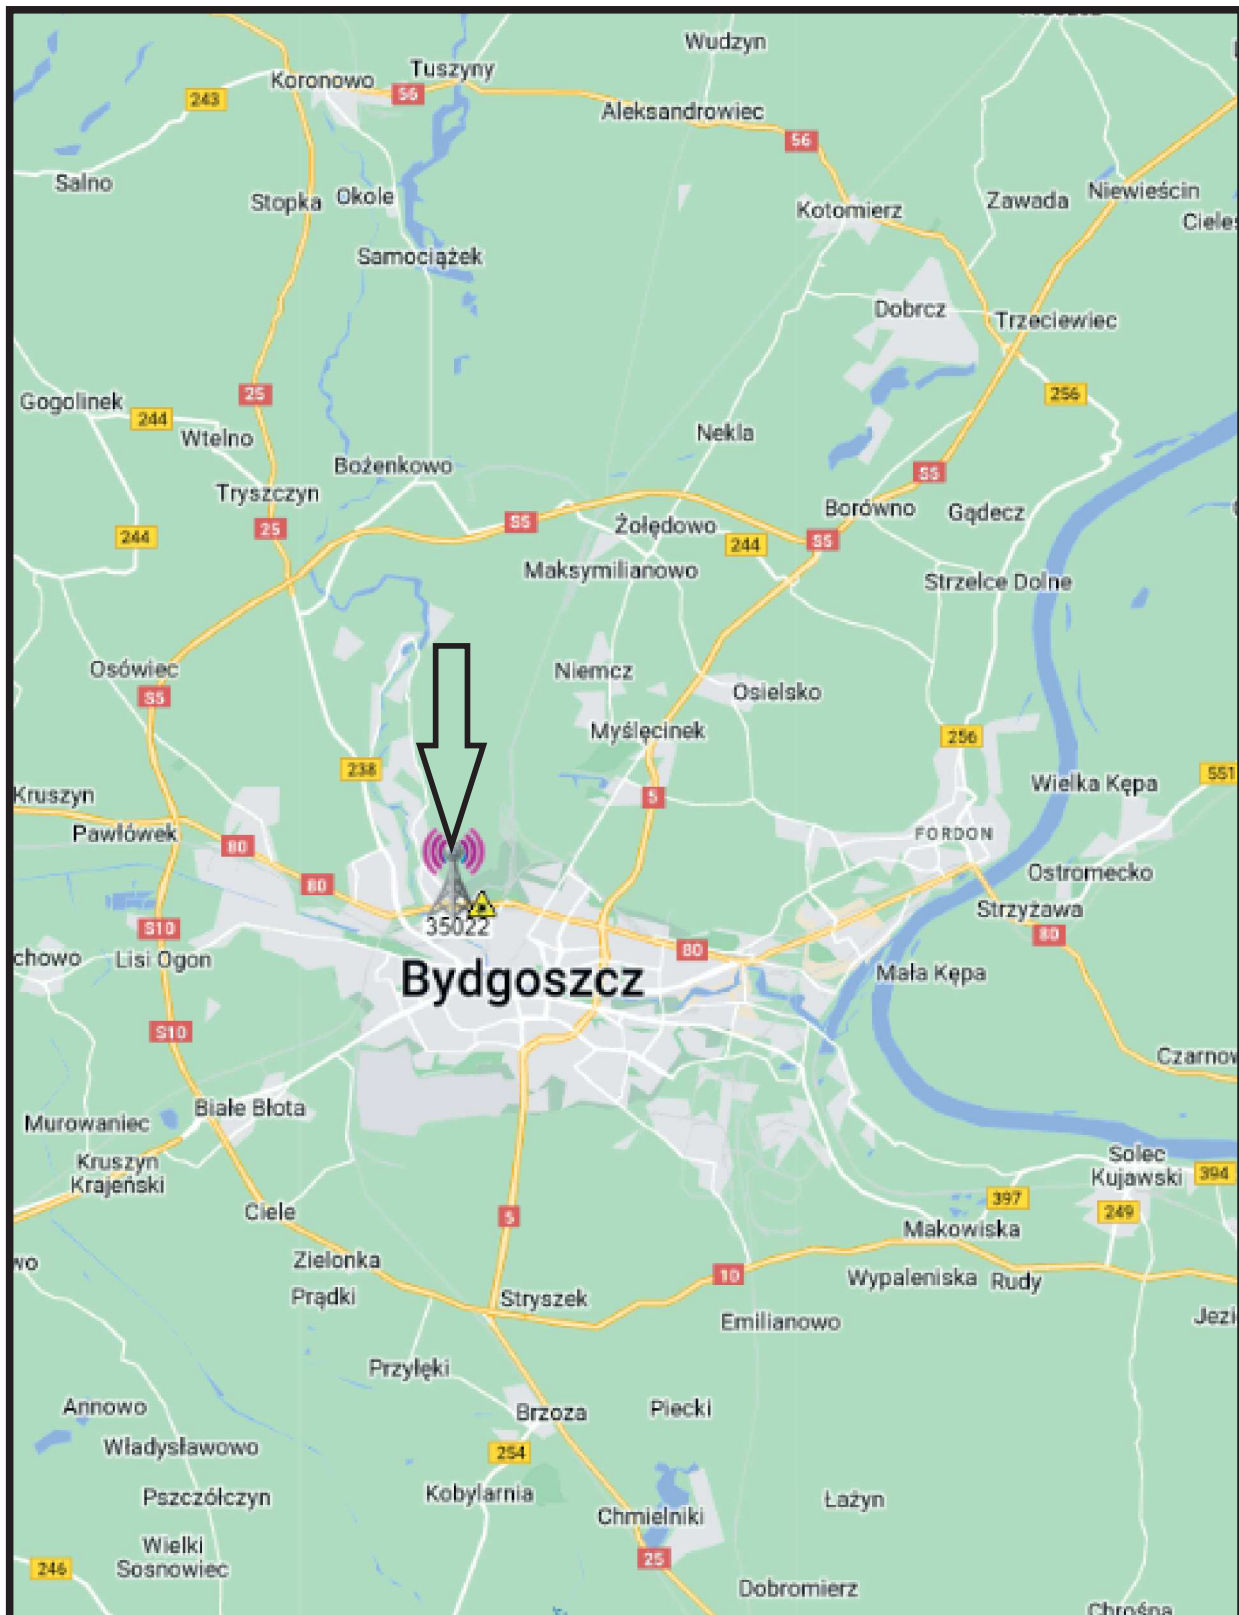 Wudzyn
Tuszyny
Koronowo
56
243
Aleksandrowiec
56
Salno
Stopka
Okole
Kotomierz
Zawada
Niewieścin
Samociążek
Dobrcz
Trzeciewiec
25
256
Gogolinek
244
Wtelno
Nekla
Bożenkowo
S5
Tryszczyn
Borówno
Gądecz
25
S5
Żołędowo
244
S5
244
Maksymilianowo
Strzelce Dolne
Osówiec
S5
Niemcz
Osielsko
Myślęcinek
256
238
Wielka Kępa
551
Kruszyn
5
Pawłówek
80
FORDON
80
Ostromecko
Strzyżawa
35022
S10
80
80
chowo
Lisi Ogon
Bydgoszcz
Mała Kępa
S10
Czarnow
Białe Błota
Murowaniec
Kruszyn
Krajeński
Solec
Kujawski
394
397
249
Ciele
5
Makowiska
wo
Zielonka
10
Wypaleniska
Rudy
Prądki
Stryszek
Emilianowo
Jezi
Przyłęki
Annowo
Brzoza
Piecki
Władysławowo
254
Pszczółczyn
Kobylarnia
Łażyn
Chmielniki
Wielki
Sosnowiec
246
25
Dobromierz
Chrośna